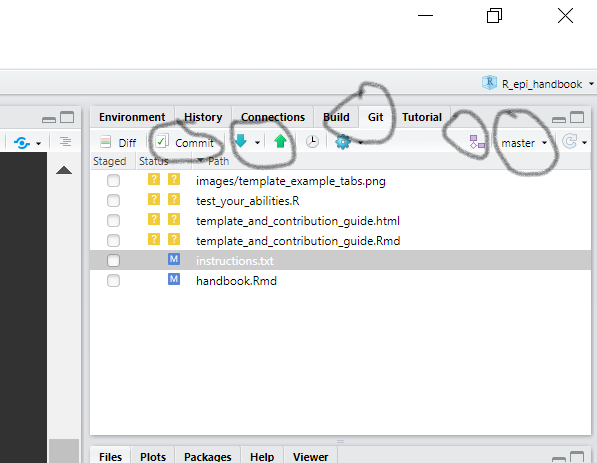 R_epi_handbook
Environment History Connections Build Git Tutorial
Diff Commit master
Staged Status Path
? ? images/template_example_tabs.png
? ? test_your_abilities.R
? ? template_and_contribution_guide.html
? ? template_and_contribution_guide.Rmd
M instructions.txt
M handbook.Rmd
Files Plots Packages Help Viewer